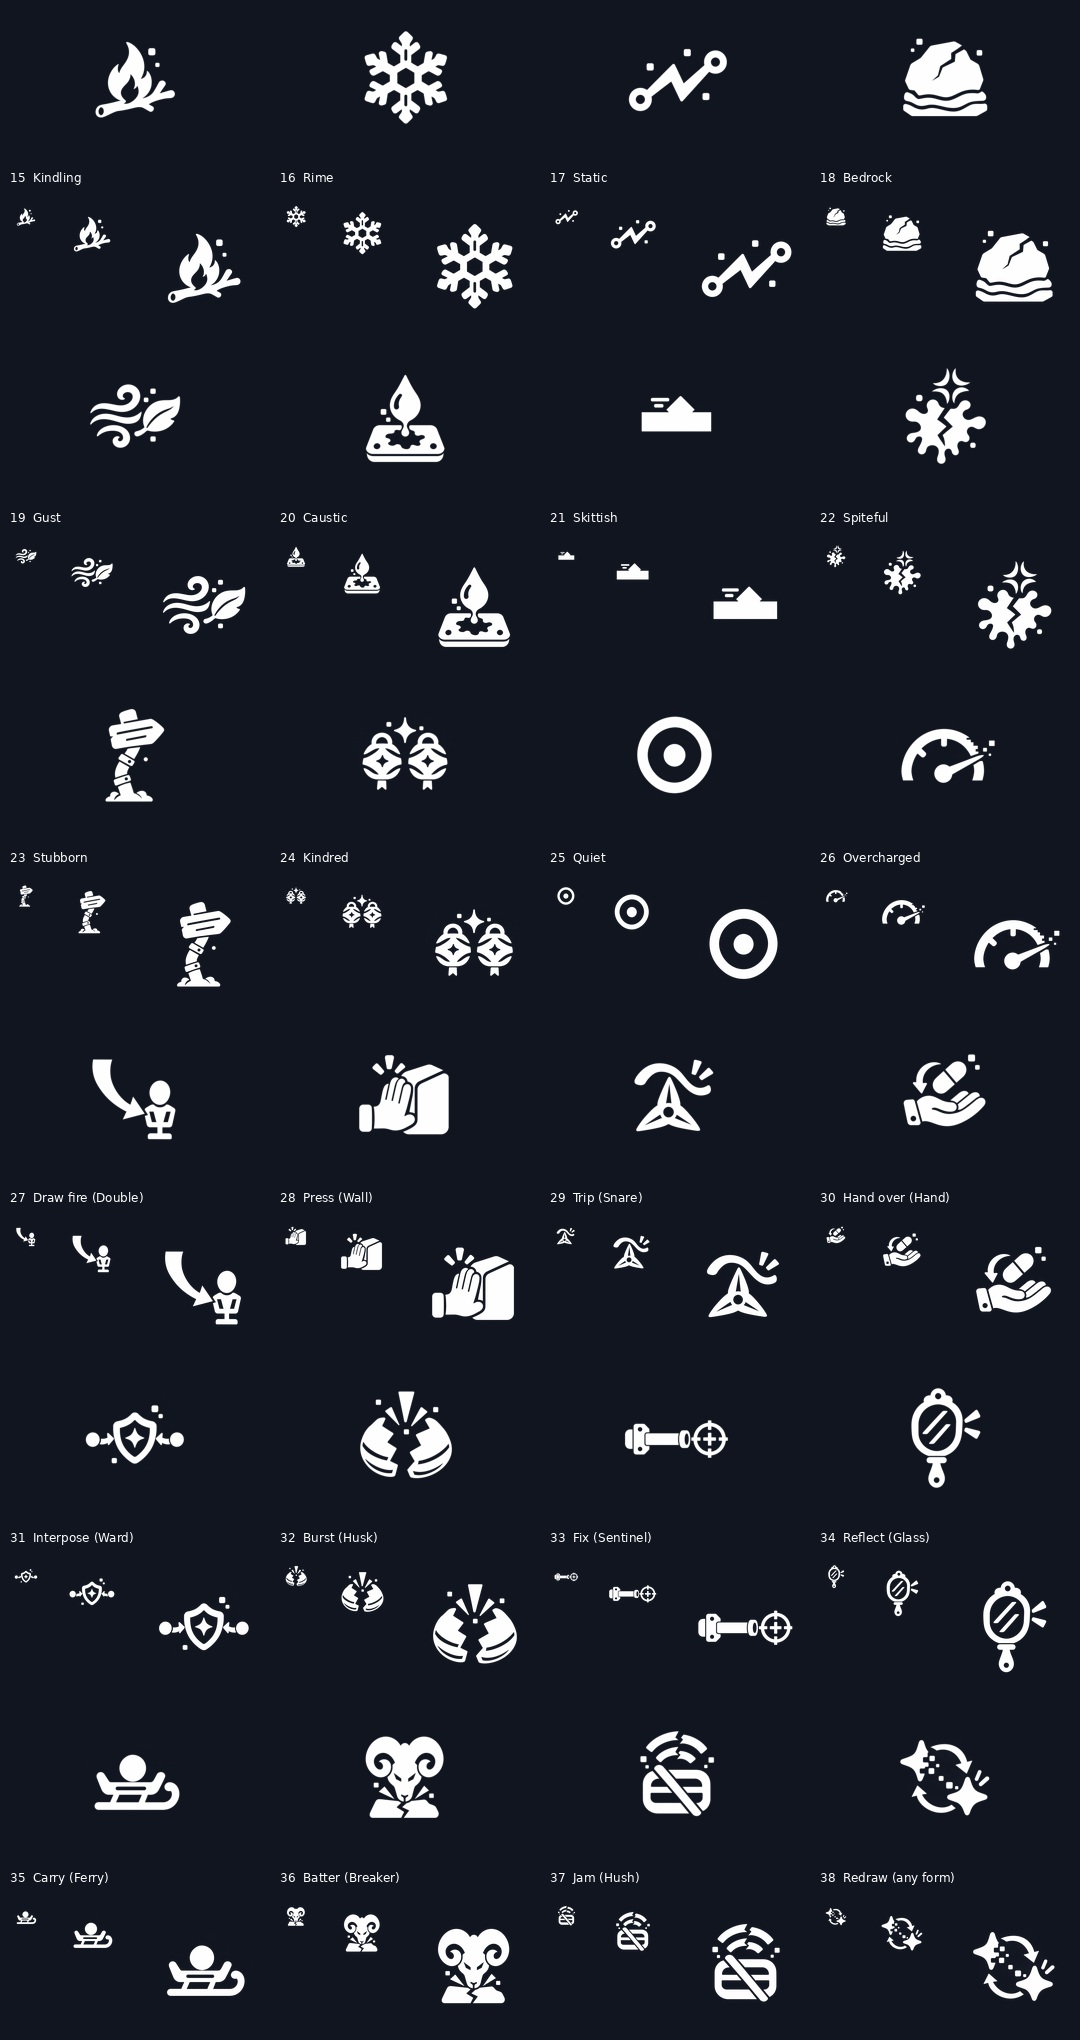 15 Kindling
16 Rime
17 Static
18 Bedrock
19 Gust
20 Caustic
21 Skittish
22 Spiteful
23 Stubborn
24 Kindred
25 Quiet
26 Overcharged
27 Draw fire (Double)
28 Press (Wall)
29 Trip (Snare)
30 Hand over (Hand)
31 Interpose (Ward)
32 Burst (Husk)
33 Fix (Sentinel)
34 Reflect (Glass)
35 Carry (Ferry)
36 Batter (Breaker)
37 Jam (Hush)
38 Redraw (any form)